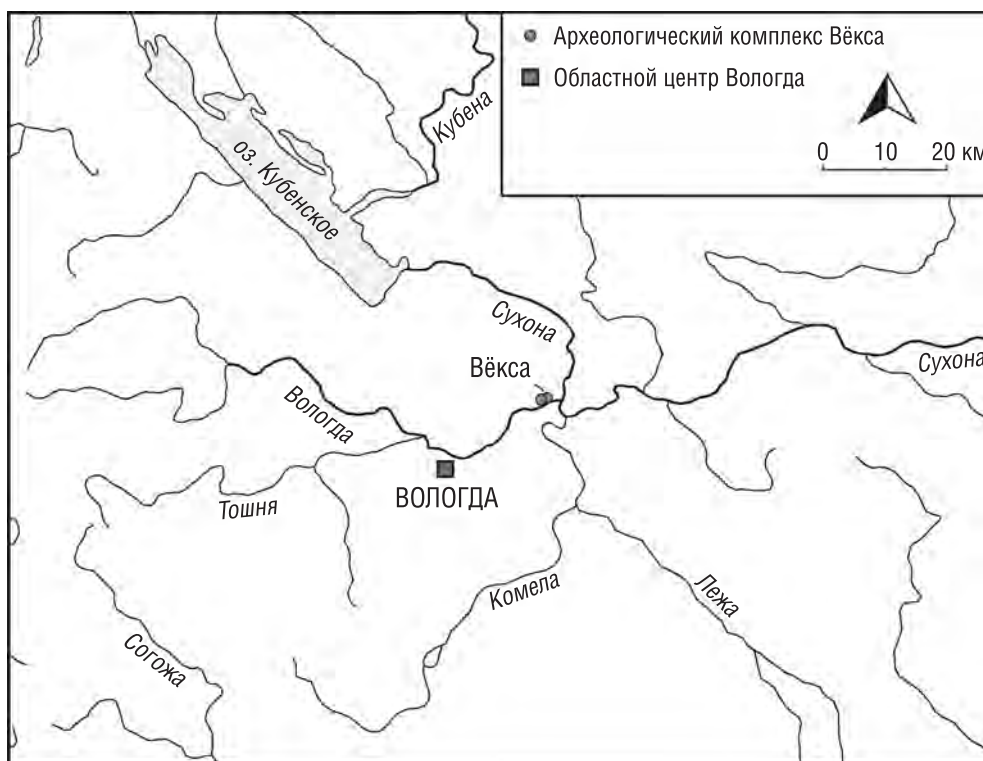 Археологический комплекс Вёкса
Областной центр Вологда
0 10 20 км
Кубена
оз. Кубенское
Сухона
Вёкса
Сухона
Вологда
ВОЛОГДА
Тошня
Комела
Лежа
Согожа